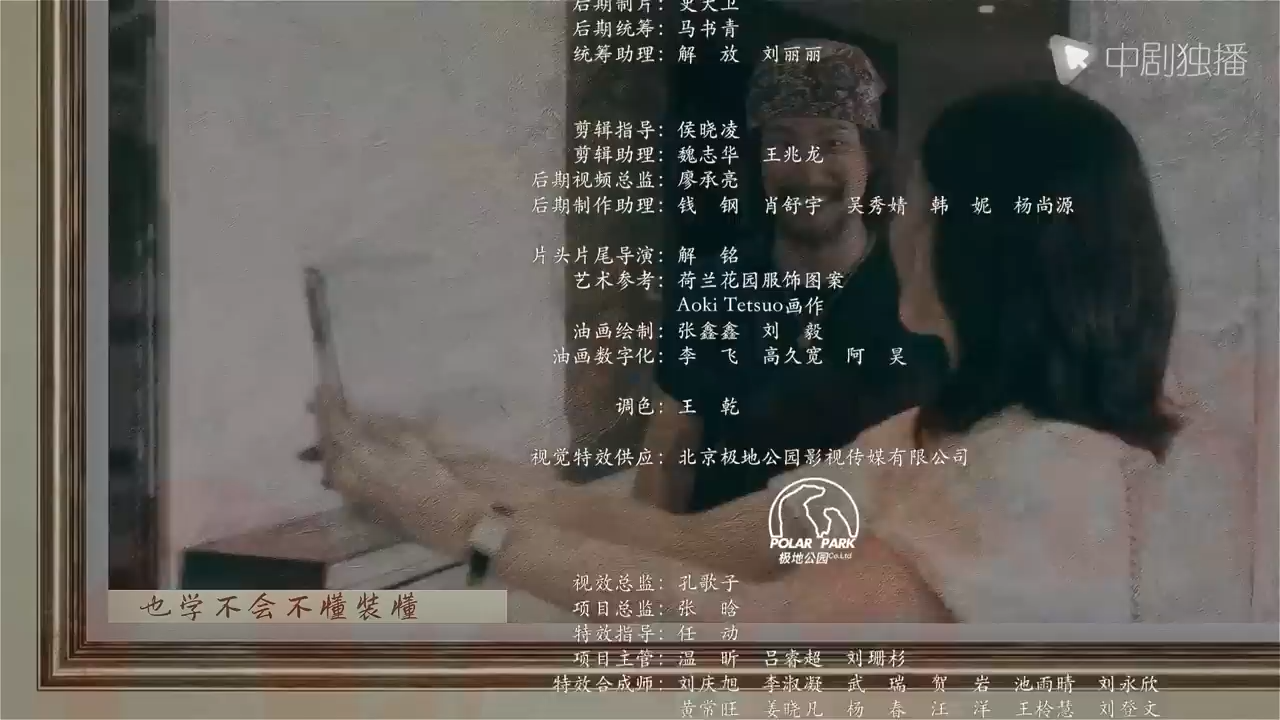 后期制片：史天卫
后期统筹：马书青
统筹助理：解 放 刘丽丽
中剧独播
剪辑指导：侯晓凌
剪辑助理：魏志华 王兆龙
后期视频总监：廖承亮
后期制作助理：钱 钢 肖舒宇 吴秀婧 韩 妮 杨尚源
片头片尾导演：解 铭
艺术参考：荷兰花园服饰图案
Aoki Tetsuo画作
油画绘制：张鑫鑫 刘 毅
油画数字化：李 飞 高久宽 阿 昊
调色：王 乾
视觉特效供应：北京极地公园影视传媒有限公司
POLAR PARK
极地公园Co.Ltd
视效总监：孔歌子
也学不会不懂装懂
项目总监：张 晗
特效指导：任 动
项目主管：温 昕 吕睿超 刘珊杉
特效合成师：刘庆旭 李淑凝 武 瑞 贺 岩 池雨晴 刘永欣
黄常旺 姜晓凡 杨 春 汪 洋 王柃慧 刘登文